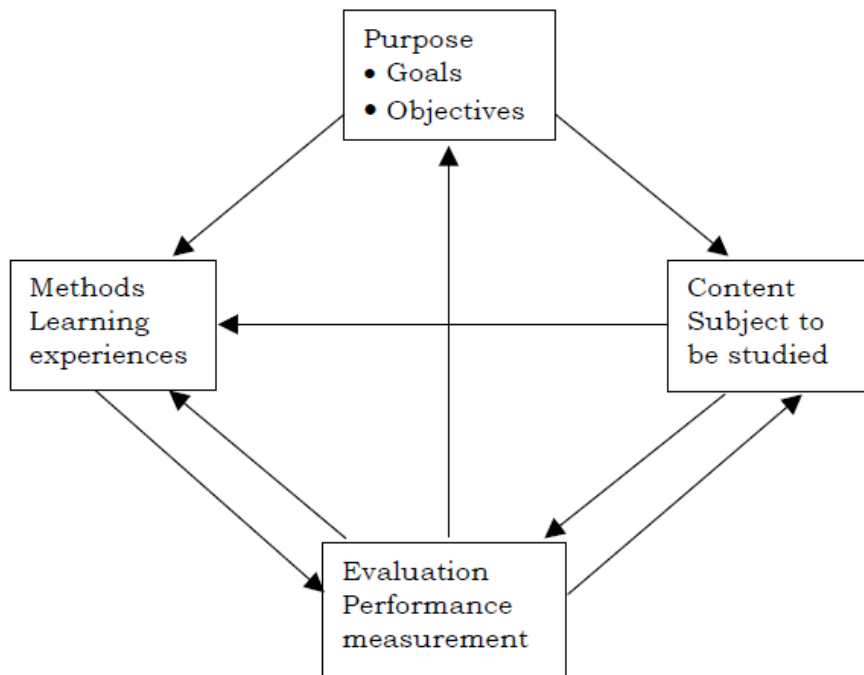 Purpose
• Goals
• Objectives
Methods
Learning
experiences
Content
Subject to
be studied
Evaluation
Performance
measurement